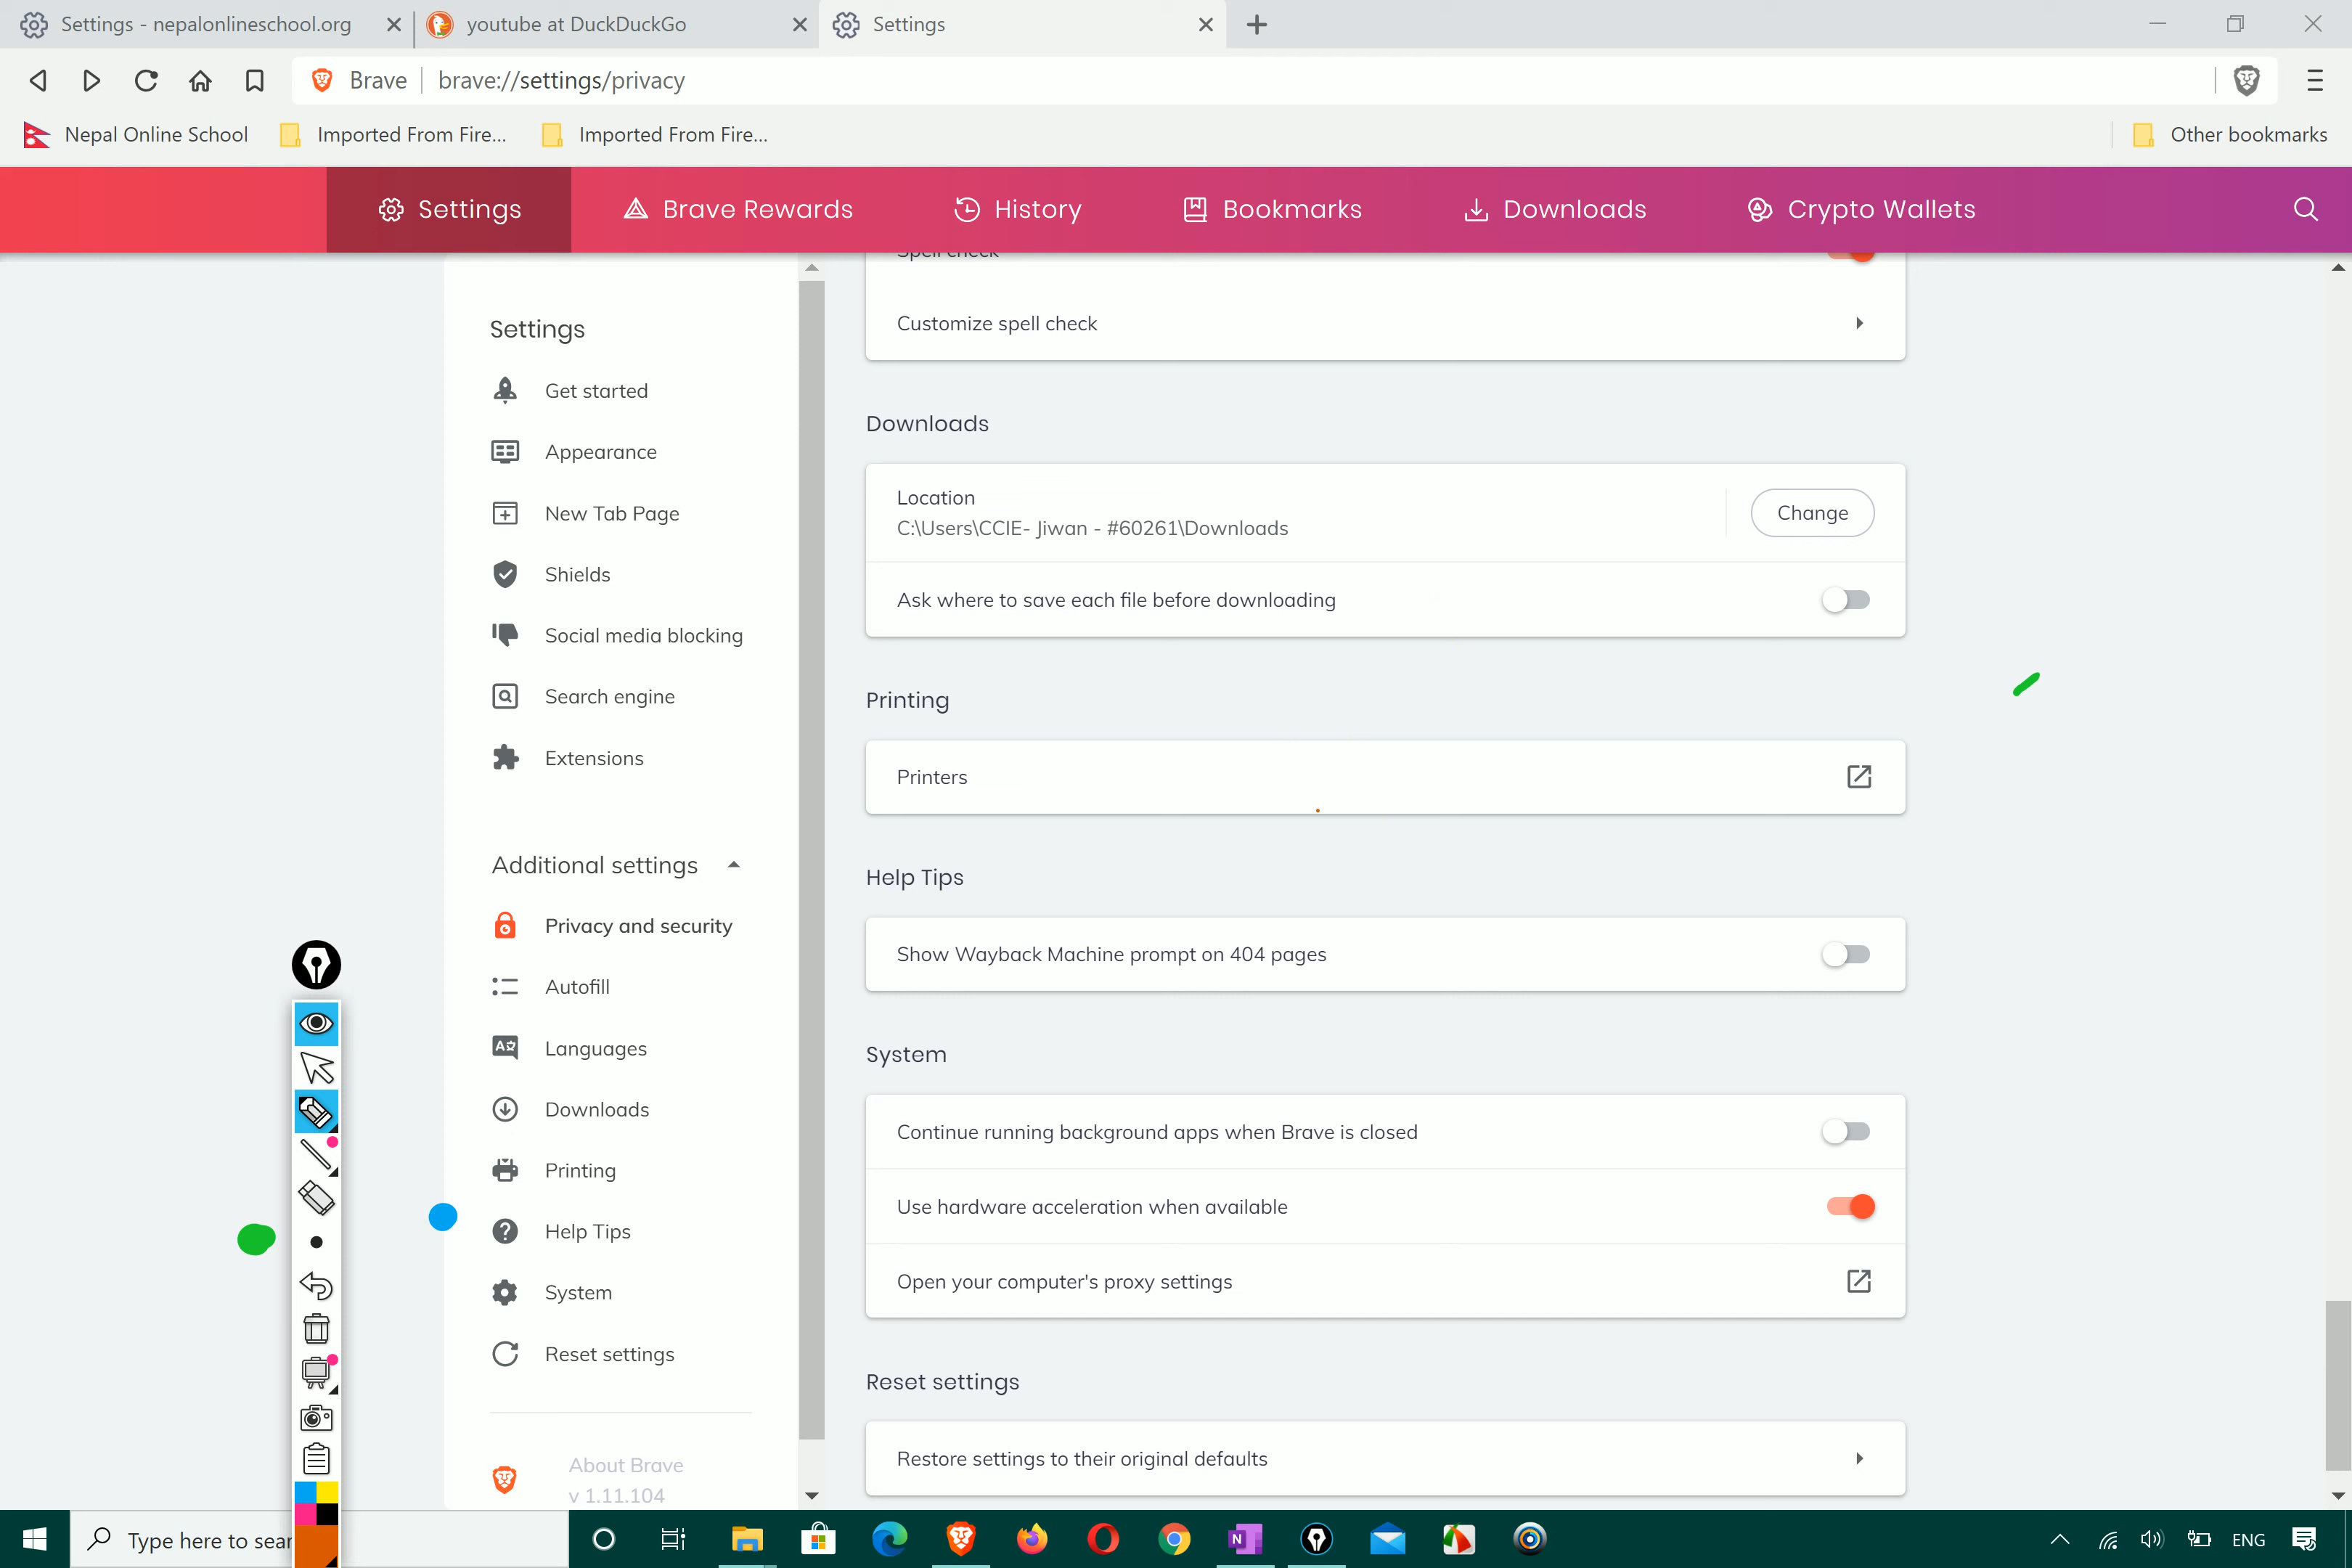 Settings - nepalonlineschool.org
youtube at DuckDuckGo
Settings
Brave
brave://settings/privacy
Nepal Online School
Imported From Fire...
Imported From Fire...
Other bookmarks
Settings
Brave Rewards
History
Bookmarks
Downloads
Crypto Wallets
Settings
Get started
Appearance
New Tab Page
Shields
Social media blocking
Search engine
Extensions
Additional settings
Privacy and security
Autofill
Languages
Downloads
Printing
Help Tips
System
Reset settings
About Brave
v 1.11.104
Spell check
Customize spell check
Downloads
Location
C:\Users\CCIE- Jiwan - #60261\Downloads
Change
Ask where to save each file before downloading
Printing
Printers
Help Tips
Show Wayback Machine prompt on 404 pages
System
Continue running background apps when Brave is closed
Use hardware acceleration when available
Open your computer's proxy settings
Reset settings
Restore settings to their original defaults
Type here to sear
ENG